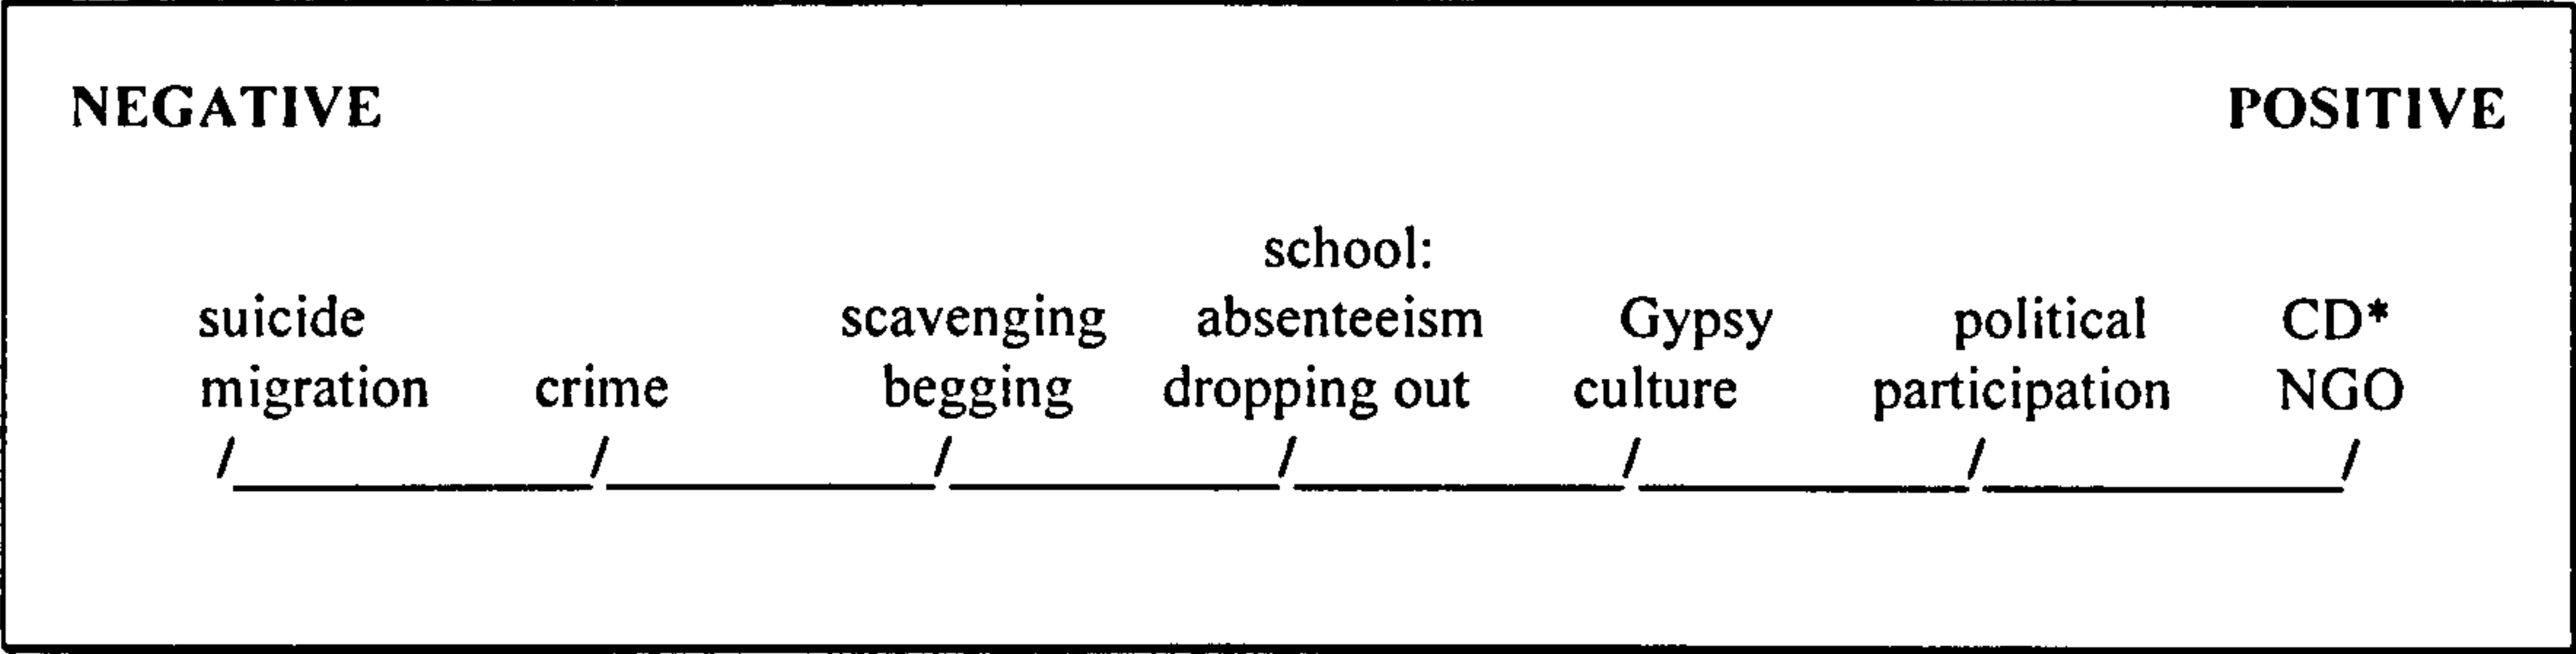 NEGATIVE POSITIVE
school:
suicide scavenging absenteeism Gypsy political CD*
migration crime begging dropping out culture participation NGO